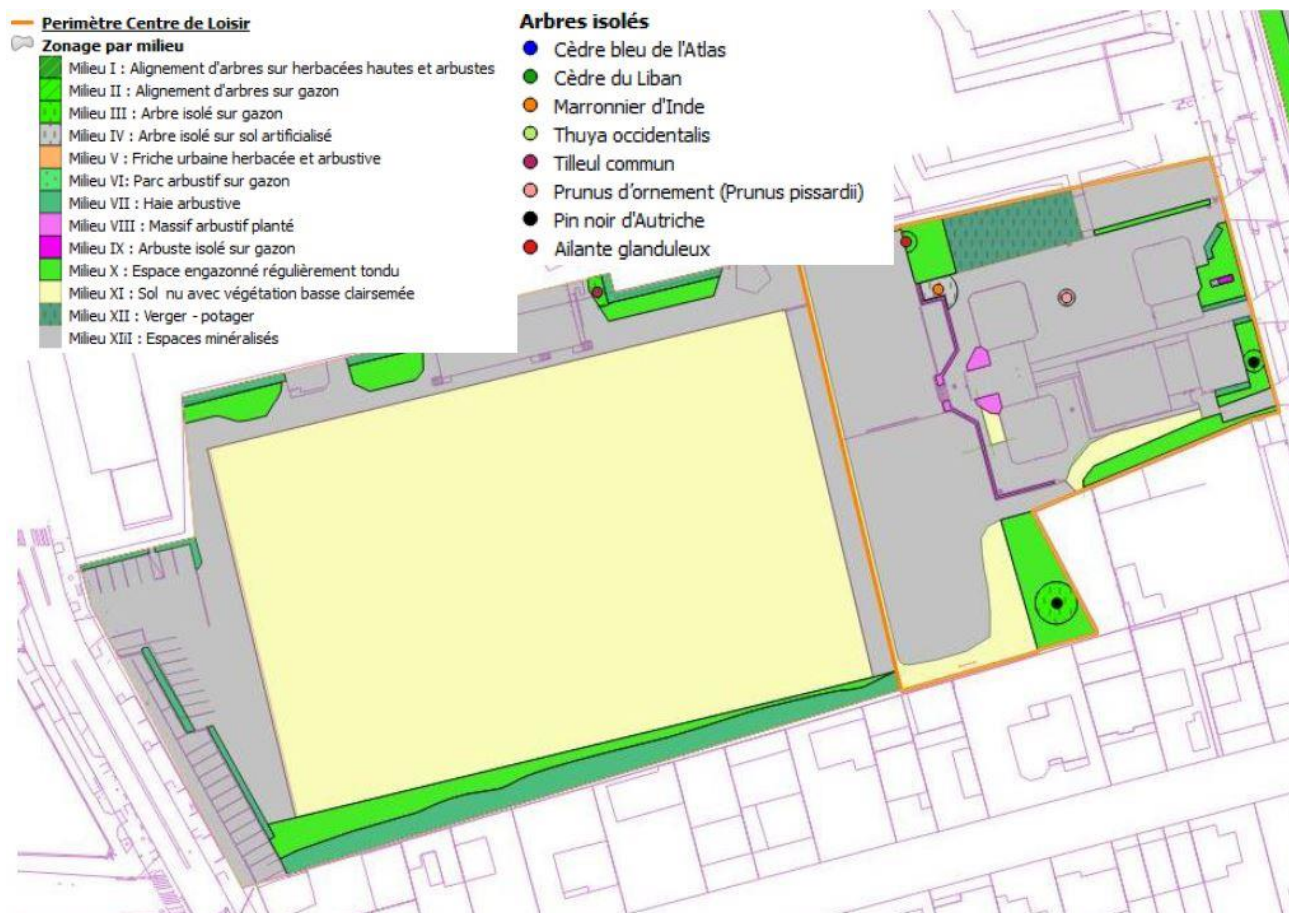 Perimètre Centre de Loisir
Zonage par milieu
Milieu I : Alignement d'arbres sur herbacées hautes et arbustes
Milieu II : Alignement d'arbres sur gazon
Milieu III : Arbre isolé sur gazon
Milieu IV : Arbre isolé sur sol artificialisé
Milieu V : Friche urbaine herbacée et arbustive
Milieu VI: Parc arbustif sur gazon
Milieu VII : Haie arbustive
Milieu VIII : Massif arbustif planté
Milieu IX : Arbuste isolé sur gazon
Milieu X : Espace engazonné régulièrement tondu
Milieu XI : Sol nu avec végétation basse clairsemée
Milieu XII : Verger - potager
Milieu XIII : Espaces minéralisés
Arbres isolés
Cèdre bleu de l'Atlas
Cèdre du Liban
Marronnier d'Inde
Thuya occidentalis
Tilleul commun
Prunus d'ornement (Prunus pissardii)
Pin noir d'Autriche
Ailante glanduleux